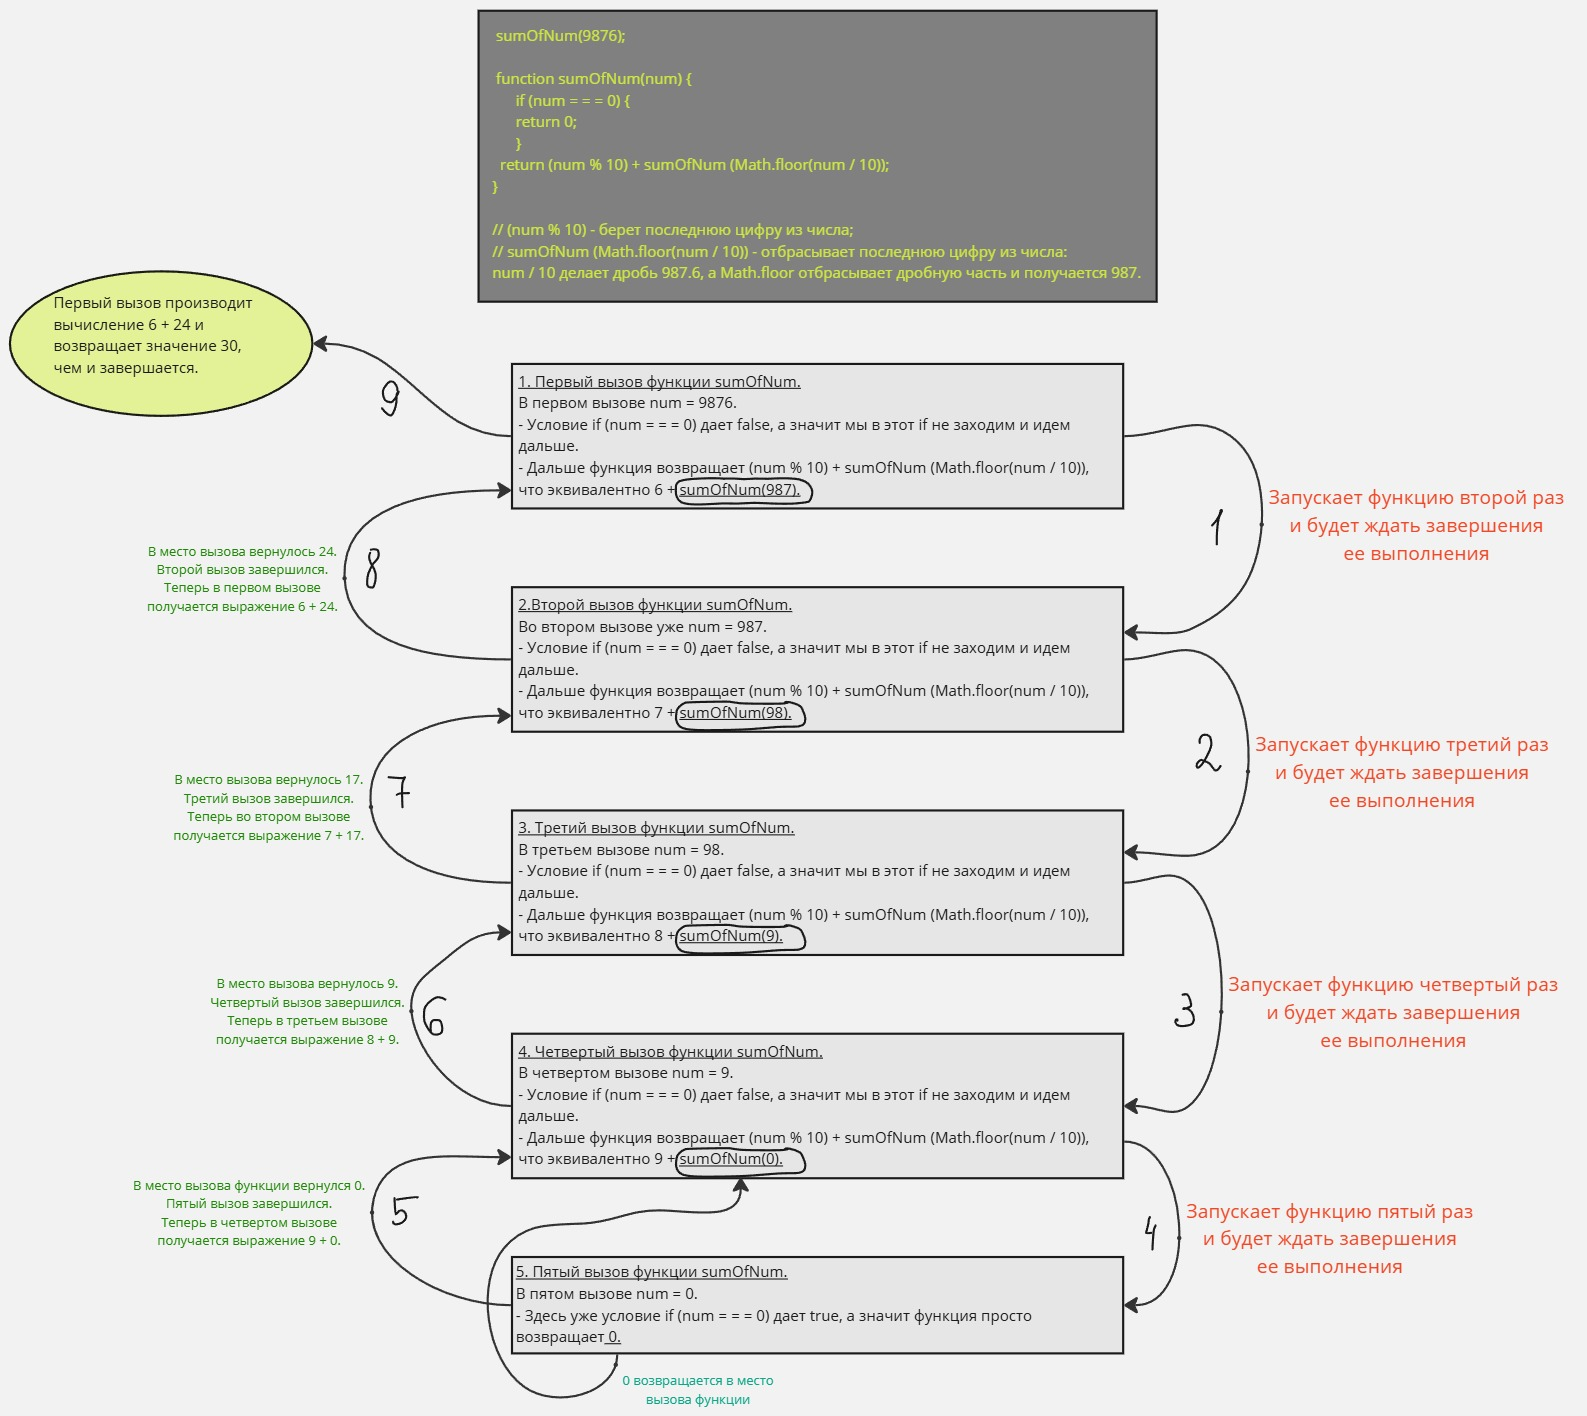 sumOfNum(9876);
function sumOfNum(num) {
if (num = = = 0) {
return 0;
}
return (num % 10) + sumOfNum (Math.floor(num / 10));
}
// (num % 10) - берет последнюю цифру из числа;
// sumOfNum (Math.floor(num / 10)) - отбрасывает последнюю цифру из числа:
num / 10 делает дробь 987.6, а Math.floor отбрасывает дробную часть и получается 987.
Первый вызов производит
вычисление 6 + 24 и
возвращает значение 30,
чем и завершается.
9
1. Первый вызов функции sumOfNum.
В первом вызове num = 9876.
- Условие if (num = = = 0) дает false, а значит мы в этот if не заходим и идем
дальше.
- Дальше функция возвращает (num % 10) + sumOfNum (Math.floor(num / 10)),
что эквивалентно 6 + sumOfNum(987).
1
Запускает функцию второй раз
и будет ждать завершения
ее выполнения
В место вызова вернулось 24.
Второй вызов завершился.
Теперь в первом вызове
получается выражение 6 + 24.
8
2.Второй вызов функции sumOfNum.
Во втором вызове уже num = 987.
- Условие if (num = = = 0) дает false, а значит мы в этот if не заходим и идем
дальше.
- Дальше функция возвращает (num % 10) + sumOfNum (Math.floor(num / 10)),
что эквивалентно 7 + sumOfNum(98).
2
Запускает функцию третий раз
и будет ждать завершения
ее выполнения
В место вызова вернулось 17.
Третий вызов завершился.
Теперь во втором вызове
получается выражение 7 + 17.
7
3. Третий вызов функции sumOfNum.
В третьем вызове num = 98.
- Условие if (num = = = 0) дает false, а значит мы в этот if не заходим и идем
дальше.
- Дальше функция возвращает (num % 10) + sumOfNum (Math.floor(num / 10)),
что эквивалентно 8 + sumOfNum(9).
3
Запускает функцию четвертый раз
и будет ждать завершения
ее выполнения
В место вызова вернулось 9.
Четвертый вызов завершился.
Теперь в третьем вызове
получается выражение 8 + 9.
6
4. Четвертый вызов функции sumOfNum.
В четвертом вызове num = 9.
- Условие if (num = = = 0) дает false, а значит мы в этот if не заходим и идем
дальше.
- Дальше функция возвращает (num % 10) + sumOfNum (Math.floor(num / 10)),
что эквивалентно 9 + sumOfNum(0).
4
Запускает функцию пятый раз
и будет ждать завершения
ее выполнения
В место вызова функции вернулся 0.
Пятый вызов завершился.
Теперь в четвертом вызове
получается выражение 9 + 0.
5
5. Пятый вызов функции sumOfNum.
В пятом вызове num = 0.
- Здесь уже условие if (num = = = 0) дает true, а значит функция просто
возвращает 0.
0 возвращается в место
вызова функции